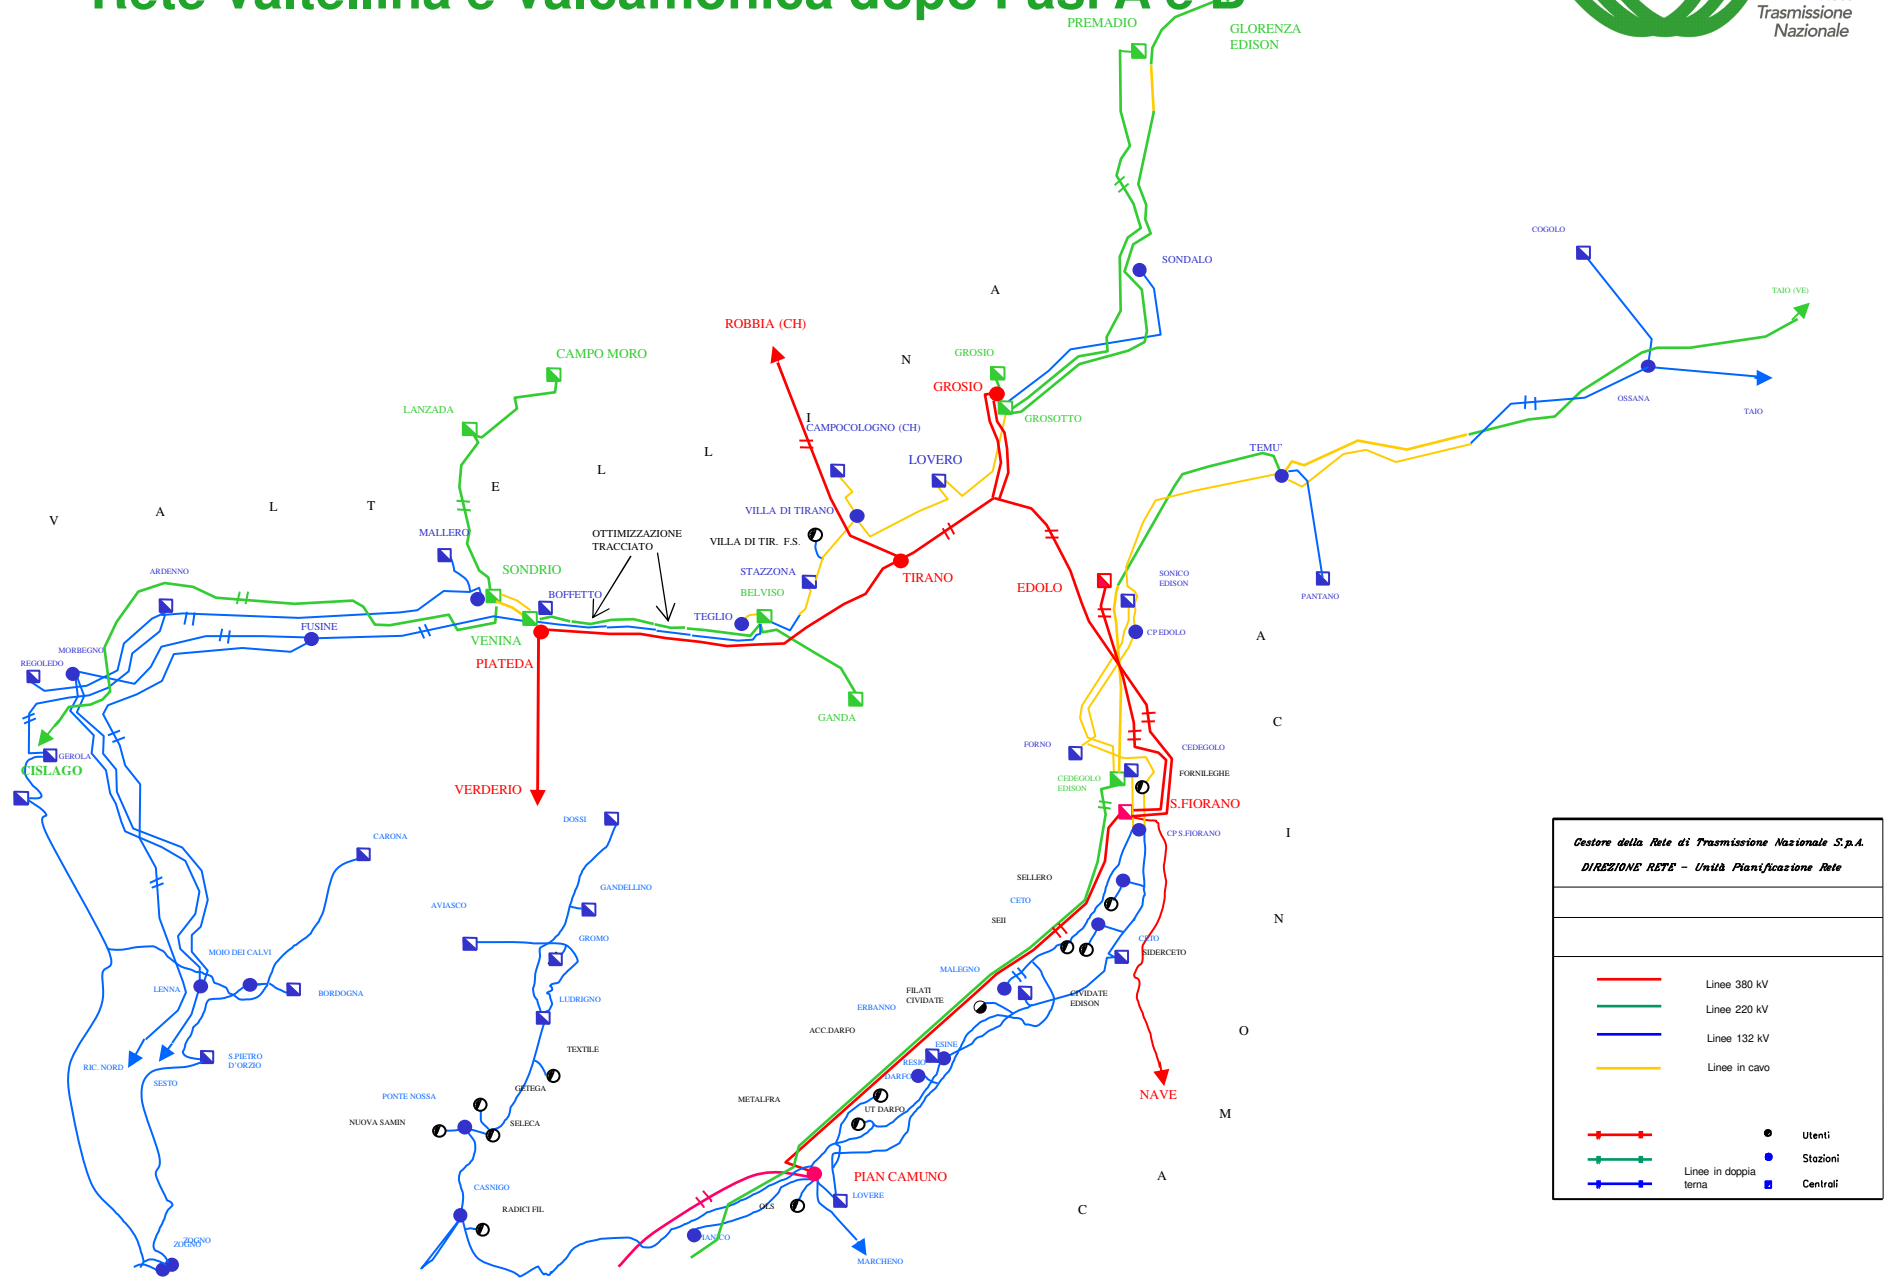 Rete Valtellina e Valcamonica dopo Fasi A e B
Trasmissione
Nazionale
PREMADIO
GLORENZA
EDISON
COGOLO
SONDALO
TAIO (VE)
A
ROBBIA (CH)
CAMPO MORO
N
GROSIO
GROSIO
LANZADA
I
GROSOTTO
OSSANA
TAIO
CAMPOCOLOGNO (CH)
TEMU'
L
LOVERO
L
E
T
L
A
V
VILLA DI TIRANO
MALLERO
OTTIMIZZAZIONE
TRACCIATO
VILLA DI TIR. F.S.
ARDENNO
SONDRIO
STAZZONA
TIRANO
EDOLO
SONICO
EDISON
PANTANO
BOFFETTO
BELVISO
TEGLIO
FUSINE
VENINA
CP EDOLO
A
MORBEGNO
REGOLEDO
PIATEDA
GANDA
C
FORNO
CEDEGOLO
GEROLA
CISLAGO
CEDEGOLO
EDISON
FORNILEGHE
VERDERIO
S.FIORANO
DOSSI
CP S.FIORANO
I
CARONA
Gestore della Rete di Trasmissione Nazionale S.p.A.
DIREZIONE RETE - Unità Pianificazione Rete
SELLERO
GANDELLINO
CETO
AVIASCO
SEII
N
GROMO
CETO
MOIO DEI CALVI
SIDERCETO
MALEGNO
LENNA
BORDOGNA
FILATI
CIVIDATE
CIVIDATE
EDISON
LUDRIGNO
ERBANNO
Linee 380 kV
Linee 220 kV
ACC.DARFO
O
Linee 132 kV
TEXTILE
ESINE
S.PIETRO
D'ORZIO
RESIO
RIC. NORD
SESTO
DARFO
Linee in cavo
GETEGA
PONTE NOSSA
METALFRA
NAVE
UT DARFO
M
NUOVA SAMIN
SELECA
Utenti
Stazioni
Linee in doppia
terna
Centrali
PIAN CAMUNO
A
CASNIGO
LOVERE
OLS
RADICI FIL
C
PIANICO
ZOGNO
ZOGNO
MARCHENO